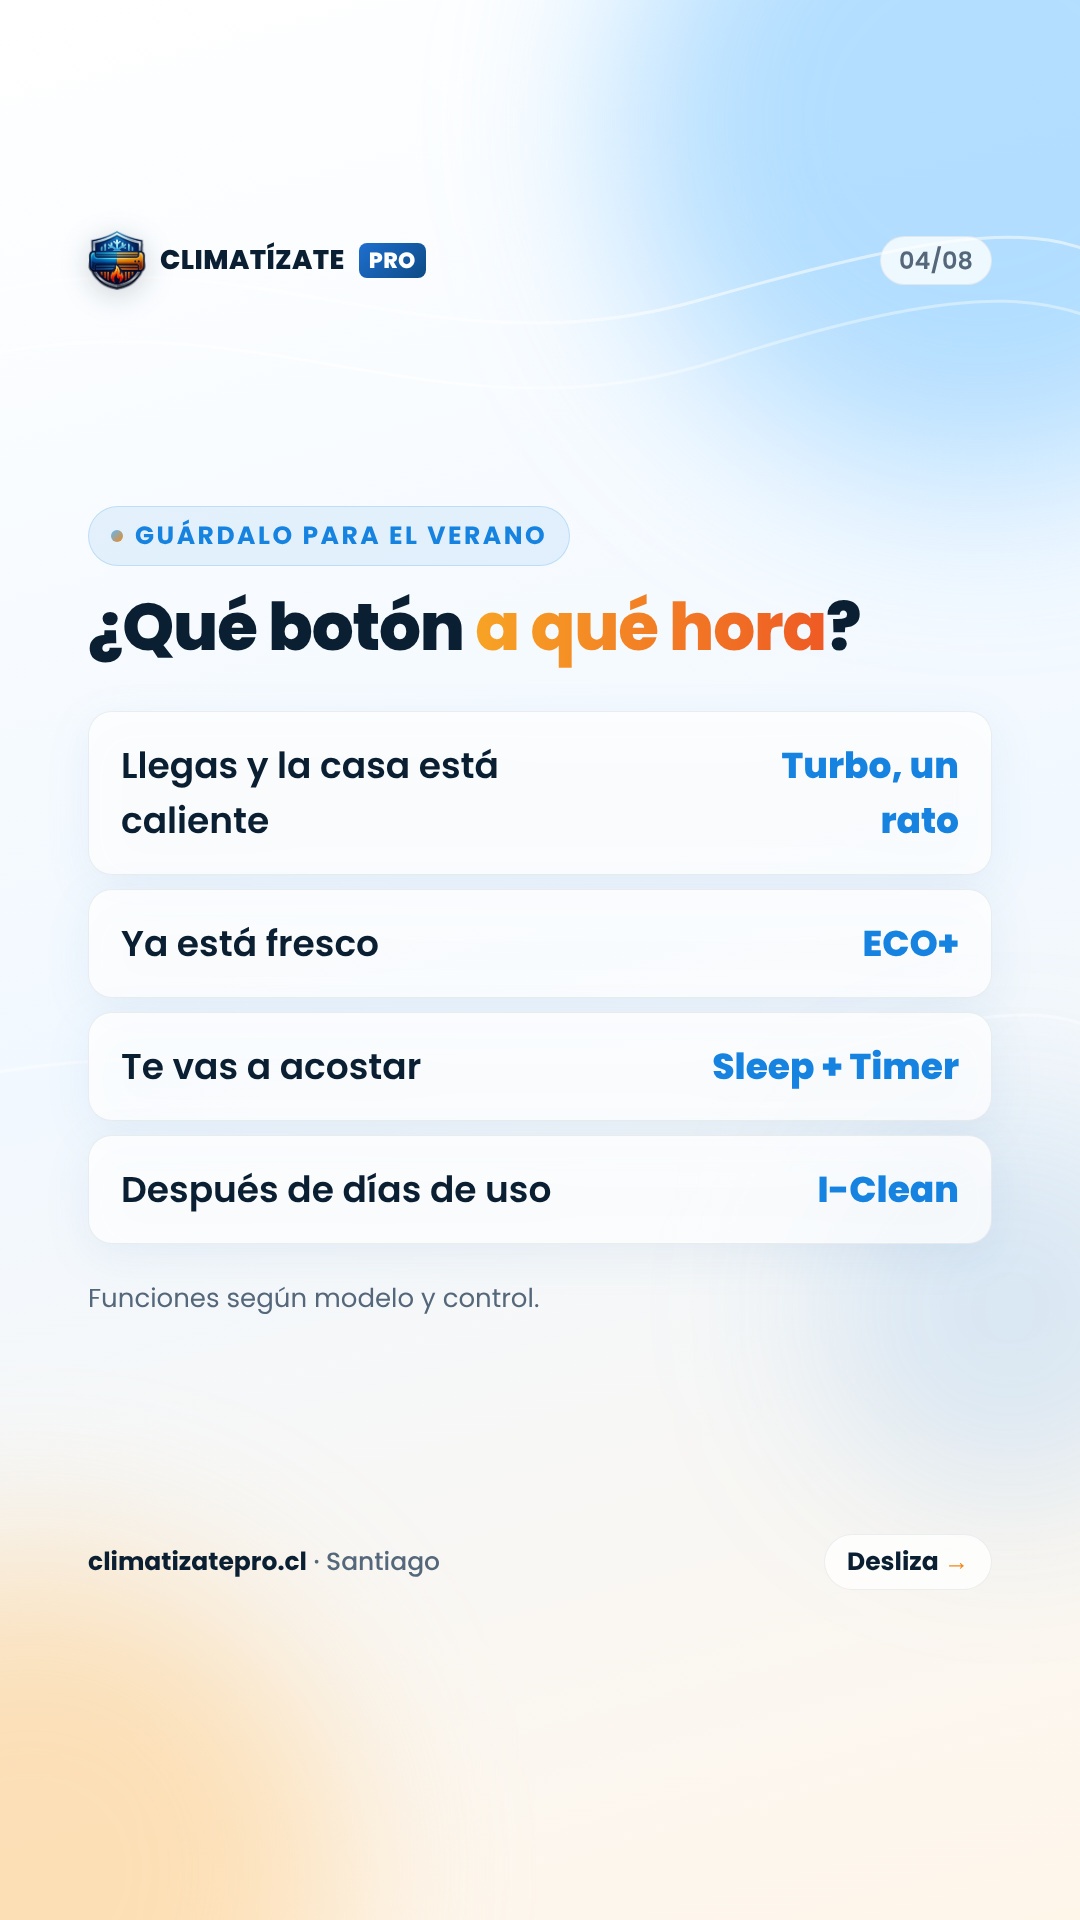 CLIMATÍZATE PRO
04/08
GUÁRDALO PARA EL VERANO
¿Qué botón a qué hora?
Llegas y la casa está
caliente
Turbo, un
rato
Ya está fresco
ECO+
Te vas a acostar
Sleep + Timer
Después de días de uso
I-Clean
Funciones según modelo y control.
climatizatepro.cl · Santiago
Desliza →